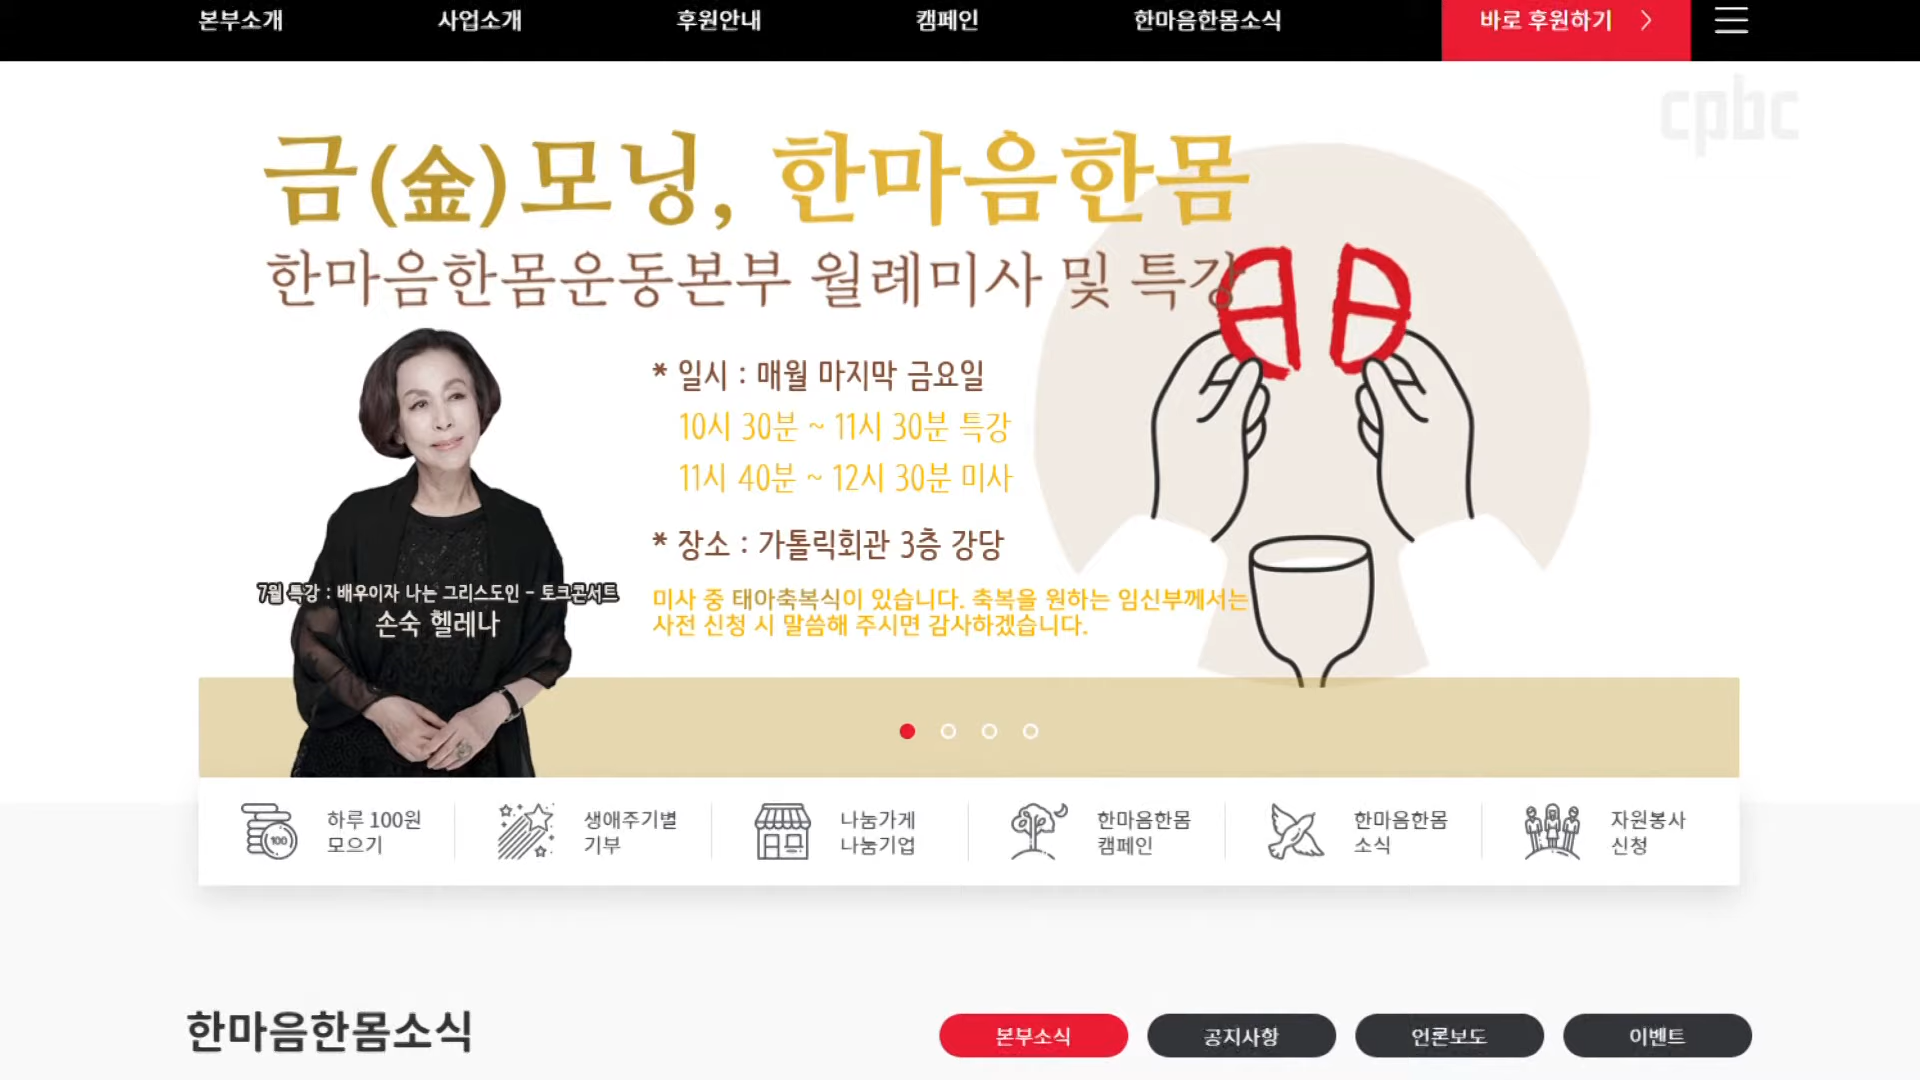 본부소개 사업소개 후원안내 캠페인 한마음한몸소식 바로 후원하기
cpbc
금(金)모닝, 한마음한몸
한마음한몸운동본부 월례미사 및 특강
* 일시 : 매월 마지막 금요일
10시 30분 ~ 11시 30분 특강
11시 40분 ~ 12시 30분 미사
* 장소 : 가톨릭회관 3층 강당
미사 중 태아축복식이 있습니다. 축복을 원하는 임신부께서는
사전 신청 시 말씀해 주시면 감사하겠습니다.
7월 특강 : 배우이자 나는 그리스도인 - 토크콘서트
손숙 헬레나
100
하루 100원
모으기
생애주기별
기부
나눔가게
나눔기업
한마음한몸
캠페인
한마음한몸
소식
자원봉사
신청
한마음한몸소식
본부소식 공지사항 언론보도 이벤트